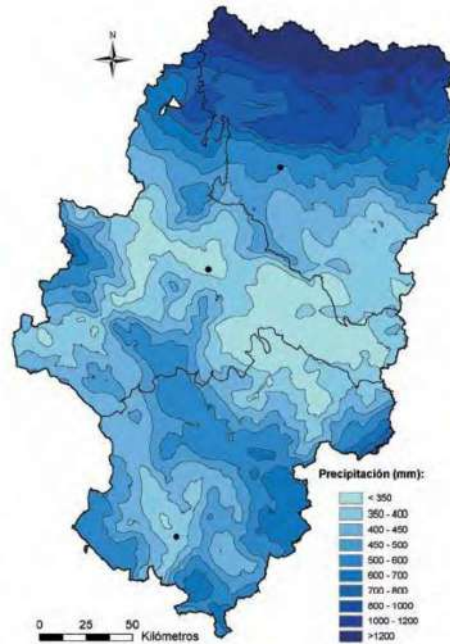 N
Precipitación (mm):
< 350
350 - 400
400 - 450
450 - 500
500 - 600
600 - 700
700 - 800
800 - 1000
1000 - 1200
>1200
0 25 50
Kilómetros